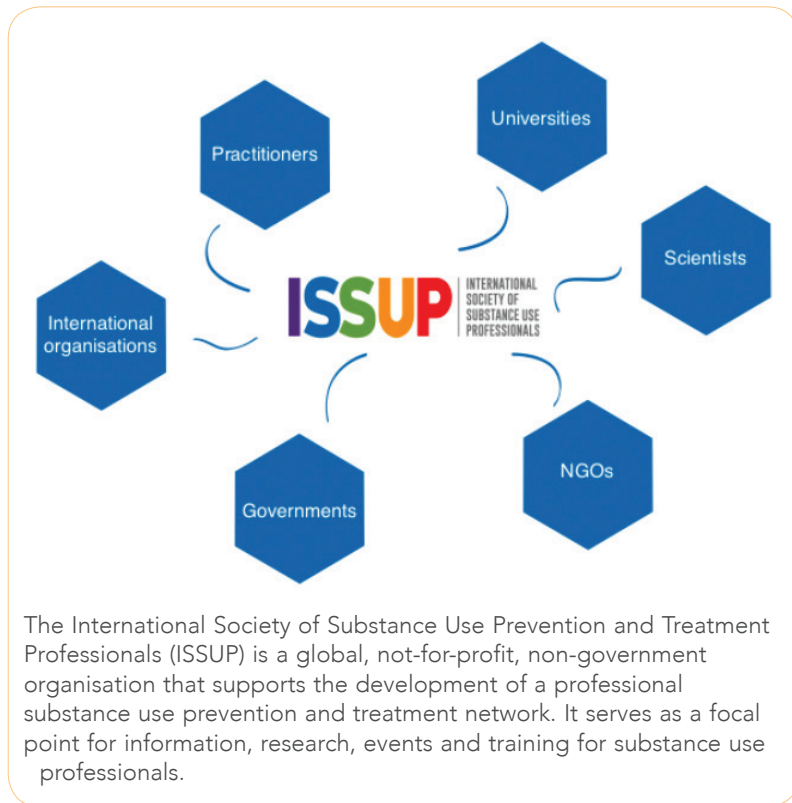 Practitioners
Universities
Scientists
International
organisations
ISSUP
INTERNATIONAL
SOCIETY OF
SUBSTANCE USE
PROFESSIONALS
Governments
NGOs
The International Society of Substance Use Prevention and Treatment
Professionals (ISSUP) is a global, not-for-profit, non-government
organisation that supports the development of a professional
substance use prevention and treatment network. It serves as a focal
point for information, research, events and training for substance use
professionals.